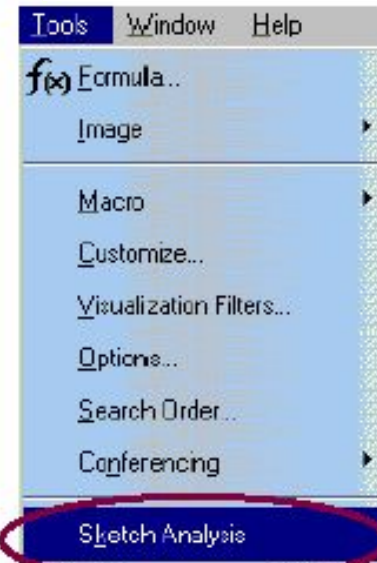 Tools Window Help
f(x) Formula...
Image
Macro
Customize...
Visualization Filters...
Options...
Search Order...
Conferencing
Sketch Analysis